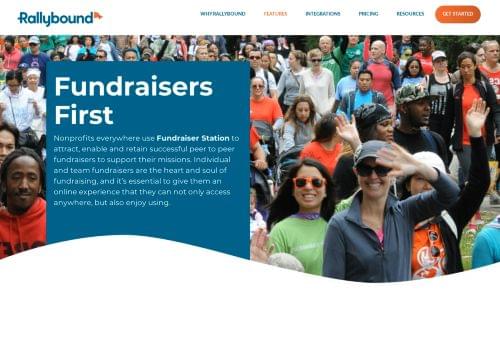 Rallybound
WHY RALLYBOUND
FEATURES
INTEGRATIONS
PRICING
RESOURCES
GET STARTED
Fundraisers
First
Nonprofits everywhere use Fundraiser Station to
attract, enable and retain successful peer to peer
fundraisers to support their missions. Individual
and team fundraisers are the heart and soul of
fundraising, and it's essential to give them an
online experience that they can not only access
anywhere, but also enjoy using.